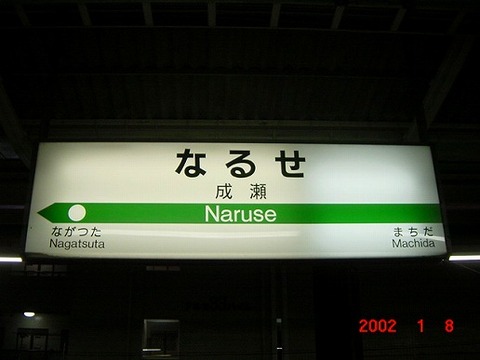 なるせ
成瀬
Naruse
ながつた
Nagatsuta
まちだ
Machida
2002 1 8